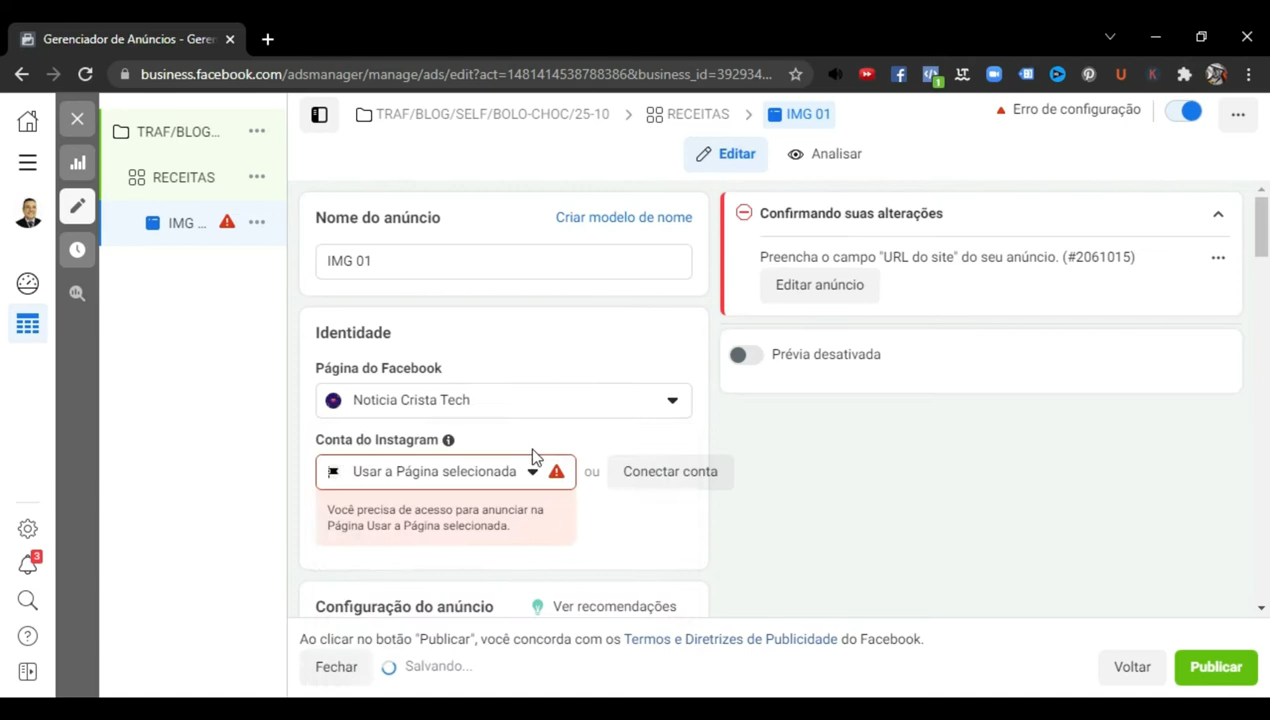 Gerenciador de Anúncios - Geren
business.facebook.com/adsmanager/manage/ads/edit?act=1481414538788386&business_id=392934...
1
TRAF/BLOG/SELF/BOLO-CHOC/25-10
RECEITAS
IMG 01
Erro de configuração
TRAF/BLOG...
RECEITAS
IMG ...
Editar
Analisar
Nome do anúncio
Criar modelo de nome
IMG 01
Identidade
Página do Facebook
Noticia Crista Tech
Conta do Instagram
Usar a Página selecionada
ou
Conectar conta
Você precisa de acesso para anunciar na
Página Usar a Página selecionada.
Configuração do anúncio
Ver recomendações
Confirmando suas alterações
Preencha o campo "URL do site" do seu anúncio. (#2061015)
Editar anúncio
Prévia desativada
3
Ao clicar no botão "Publicar", você concorda com os Termos e Diretrizes de Publicidade do Facebook.
Fechar
Salvando...
Voltar
Publicar